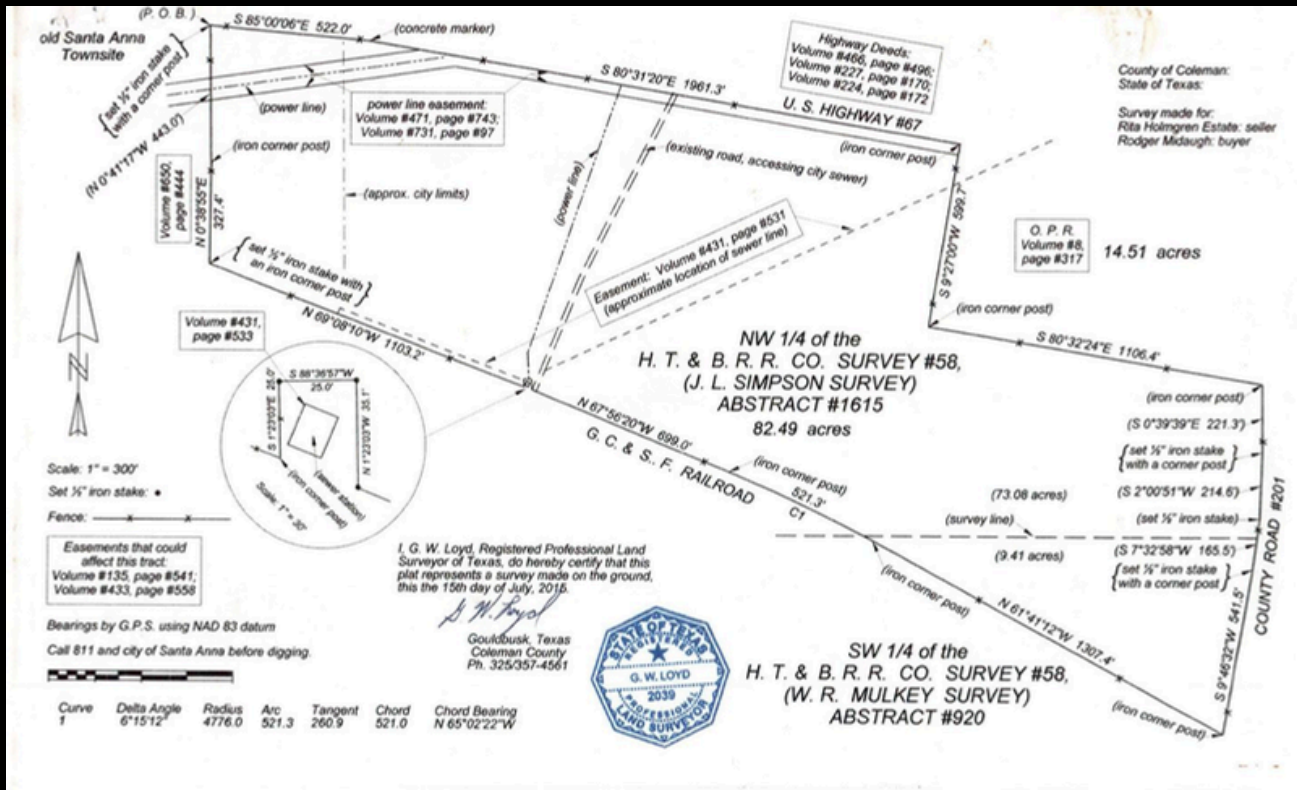 (P. O. B.)
old Santa Anna
Townsite
S 85°00'06"E 522.0'
(concrete marker)
set ½" iron stake
with a corner post
(N 0°41'17"W 443.0')
(power line)
power line easement:
Volume #471, page #743;
Volume #731, page #97
S 80°31'20"E 1961.3'
Highway Deeds:
Volume #466, page #496;
Volume #227, page #170;
Volume #224, page #172
U. S. HIGHWAY #67
County of Coleman:
State of Texas:
Survey made for:
Rita Holmgren Estate: seller
Rodger Midaugh: buyer
(iron corner post)
Volume #650,
page #444
N 0°38'55"E
327.4'
(approx. city limits)
(power line)
(existing road, accessing city sewer)
(iron corner post)
S 9°27'00"W 599.7'
O. P. R.
Volume #8,
page #317
14.51 acres
set ½" iron stake with
an iron corner post
Easement: Volume #431, page #531
(approximate location of sewer line)
(iron corner post)
N 69°08'10"W 1103.2'
S 80°32'24"E 1106.4'
N
Volume #431,
page #533
S 88°36'57"W
25.0'
S 1°23'03"E 25.0'
N 1°23'03"W 35.1'
(iron corner post)
(sewer station)
Scale: 1" = 30'
NW 1/4 of the
H. T. & B. R. R. CO. SURVEY #58,
(J. L. SIMPSON SURVEY)
ABSTRACT #1615
82.49 acres
(iron corner post)
(S 0°39'39"E 221.3')
set ½" iron stake
with a corner post
(S 2°00'51"W 214.6')
(set ½" iron stake)
(S 7°32'58"W 165.5')
set ½" iron stake
with a corner post
COUNTY ROAD #201
N 67°56'20"W 699.0'
G. C. & S. F. RAILROAD
(iron corner post)
521.3'
C1
(73.08 acres)
(survey line)
(9.41 acres)
(iron corner post)
N 61°41'12"W 1307.4'
S 9°46'32"W 541.5'
(iron corner post)
Scale: 1" = 300'
Set ½" iron stake: •
Fence:
Easements that could
affect this tract:
Volume #135, page #541;
Volume #433, page #558
Bearings by G.P.S. using NAD 83 datum
Call 811 and city of Santa Anna before digging.
I, G. W. Loyd, Registered Professional Land
Surveyor of Texas, do hereby certify that this
plat represents a survey made on the ground,
this the 15th day of July, 2015.
G W Loyd
Gouldbusk, Texas
Coleman County
Ph. 325/357-4561
STATE OF TEXAS
REGISTERED
G. W. LOYD
2039
PROFESSIONAL
LAND SURVEYOR
SW 1/4 of the
H. T. & B. R. R. CO. SURVEY #58,
(W. R. MULKEY SURVEY)
ABSTRACT #920
Curve Delta Angle Radius Arc Tangent Chord Chord Bearing
1 6°15'12" 4776.0 521.3 260.9 521.0 N 65°02'22"W